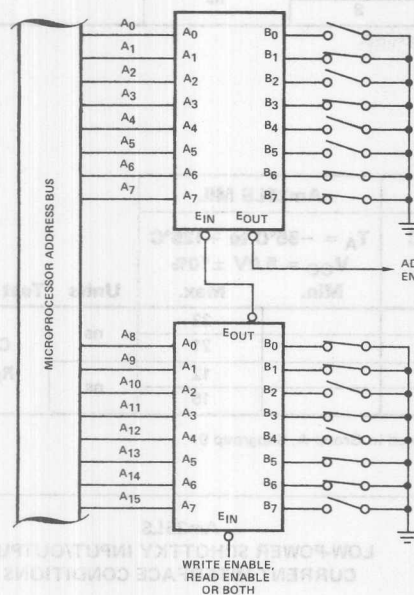 2
A0 A0 B0
A1 A1 B1
A2 A2 B2
A3 A3 B3
A4 A4 B4
A5 A5 B5
A6 A6 B6
A7 A7 B7
EIN EOUT
MICROPROCESSOR ADDRESS BUS
AD
EN
EOUT
A8 A0 B0
A9 A1 B1
A10 A2 B2
A11 A3 B3
A12 A4 B4
A13 A5 B5
A14 A6 B6
A15 A7 B7
EIN
WRITE ENABLE,
READ ENABLE
OR BOTH